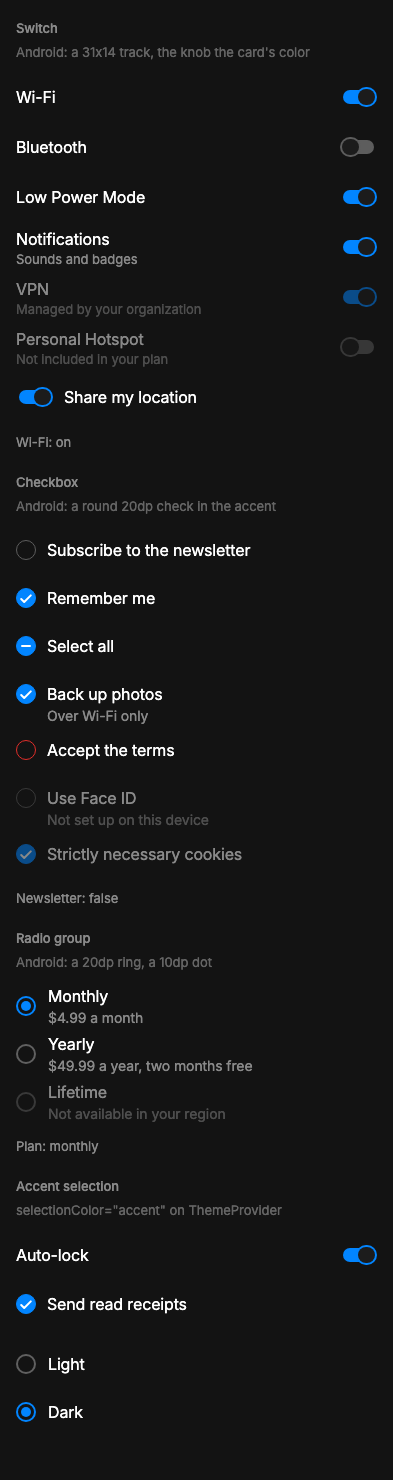 Switch
Android: a 31x14 track, the knob the card's color
Wi-Fi
Bluetooth
Low Power Mode
Notifications
Sounds and badges
VPN
Managed by your organization
Personal Hotspot
Not included in your plan
Share my location
Wi-Fi: on
Checkbox
Android: a round 20dp check in the accent
Subscribe to the newsletter
Remember me
Select all
Back up photos
Over Wi-Fi only
Accept the terms
Use Face ID
Not set up on this device
Strictly necessary cookies
Newsletter: false
Radio group
Android: a 20dp ring, a 10dp dot
Monthly
$4.99 a month
Yearly
$49.99 a year, two months free
Lifetime
Not available in your region
Plan: monthly
Accent selection
selectionColor="accent" on ThemeProvider
Auto-lock
Send read receipts
Light
Dark